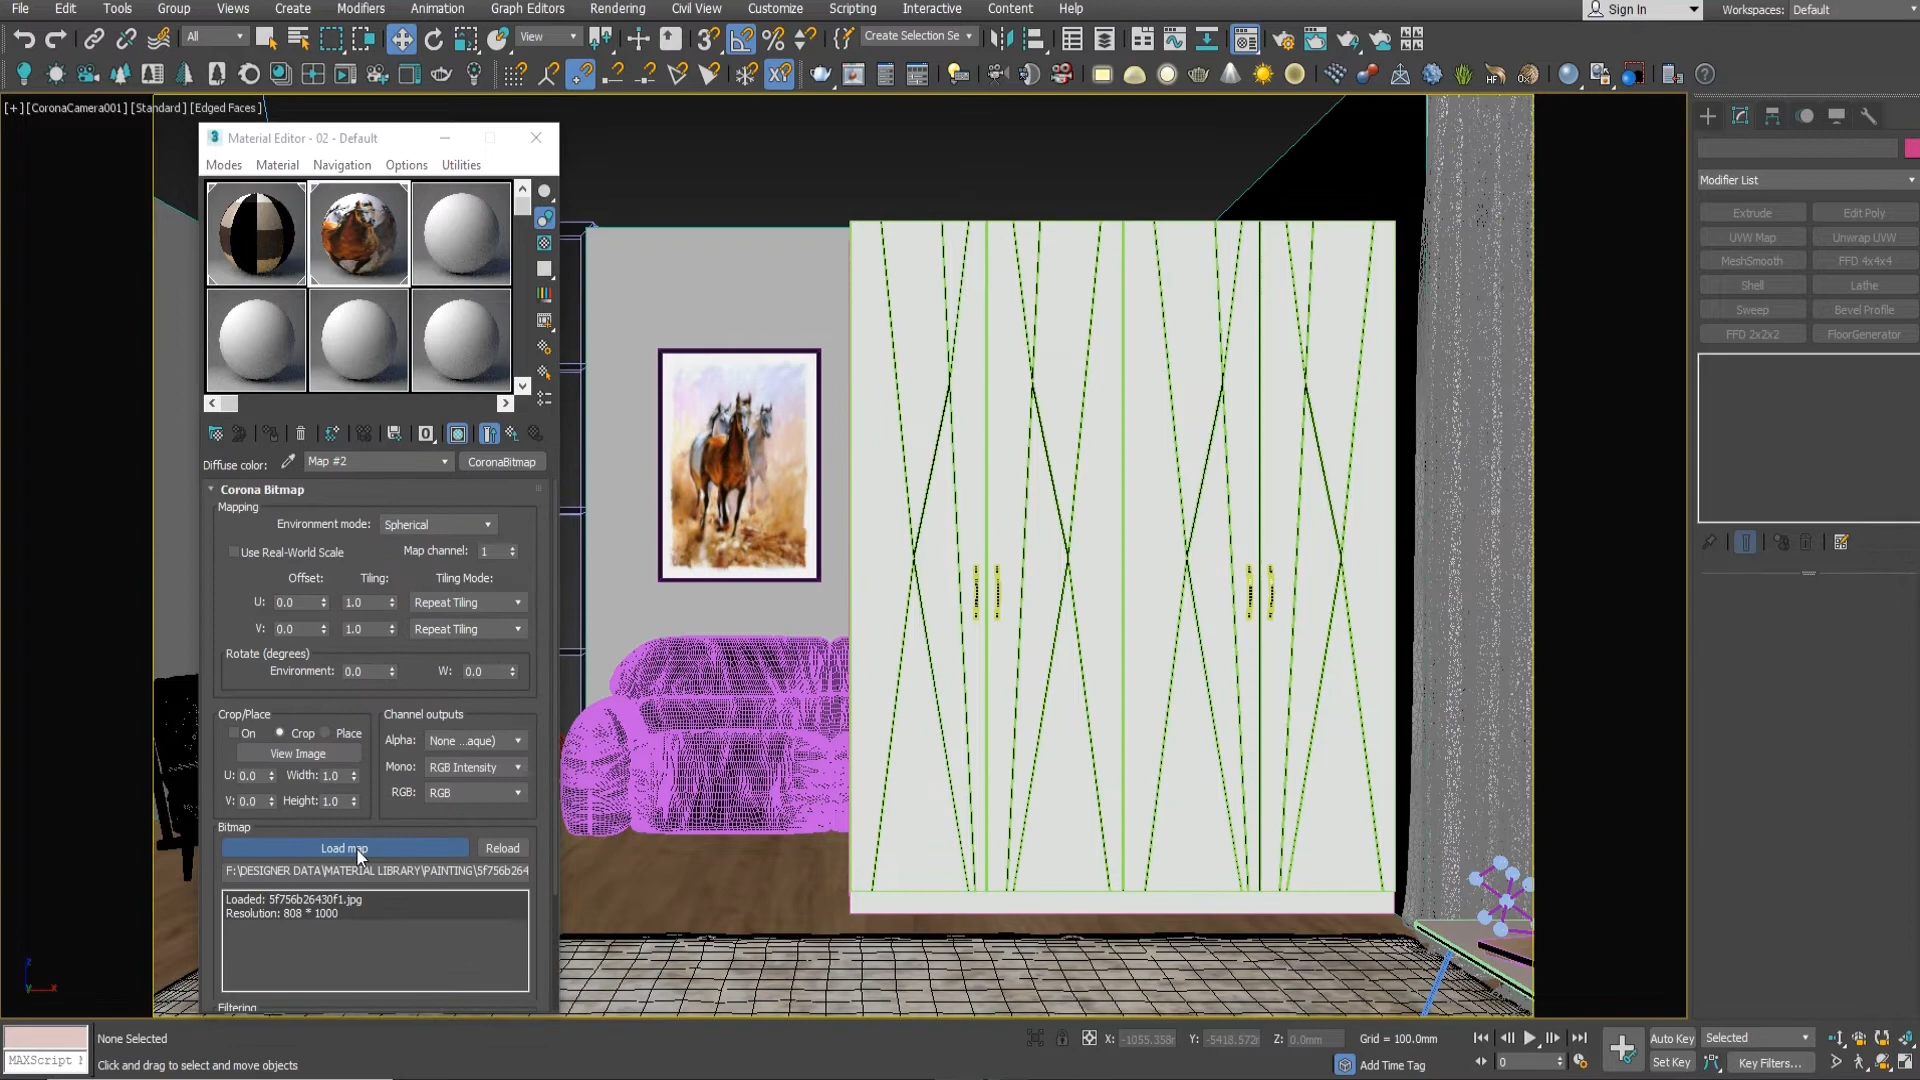 File Edit Tools Group Views Create Modifiers Animation Graph Editors Rendering Civil View Customize Scripting Interactive Content Help Sign In Workspaces: Default
All View Create Selection Se
[+] [CoronaCamera001] [Standard] [Edged Faces]
3 Material Editor - 02 - Default
Modes Material Navigation Options Utilities
Diffuse color: Map #2 CoronaBitmap
Corona Bitmap
Mapping
Environment mode: Spherical
Use Real-World Scale Map channel: 1
Offset: Tiling: Tiling Mode:
U: 0.0 1.0 Repeat Tiling
V: 0.0 1.0 Repeat Tiling
Rotate (degrees)
Environment: 0.0 W: 0.0
Crop/Place Channel outputs
On Crop Place Alpha: None ...aque)
View Image
Mono: RGB Intensity
U: 0.0 Width: 1.0
RGB: RGB
V: 0.0 Height: 1.0
Bitmap
Load map Reload
F:\DESIGNER DATA\MATERIAL LIBRARY\PAINTING\5f756b264
Loaded: 5f756b26430f1.jpg
Resolution: 808 * 1000
Filtering
Modifier List
Extrude Edit Poly
UVW Map Unwrap UVW
MeshSmooth FFD 4x4x4
Shell Lathe
Sweep Bevel Profile
FFD 2x2x2 FloorGenerator
z
x
None Selected
X: -1055.358r Y: -5418.572r Z: 0.0mm Grid = 100.0mm Auto Key Selected
MAXScript Click and drag to select and move objects Add Time Tag 0 Set Key Key Filters...